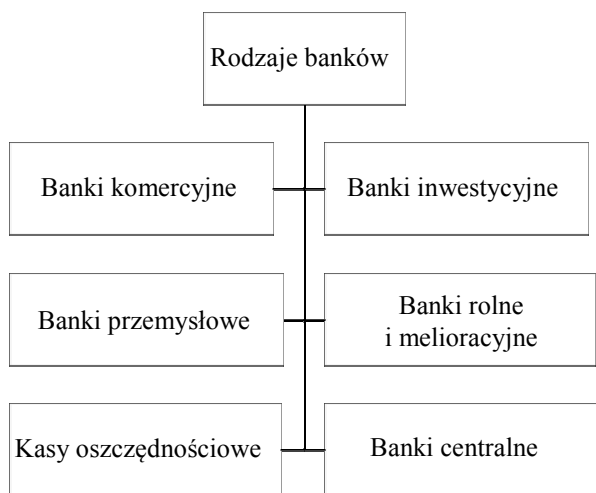 Rodzaje banków
Banki komercyjne
Banki inwestycyjne
Banki przemysłowe
Banki rolne
i melioracyjne
Kasy oszczędnościowe
Banki centralne